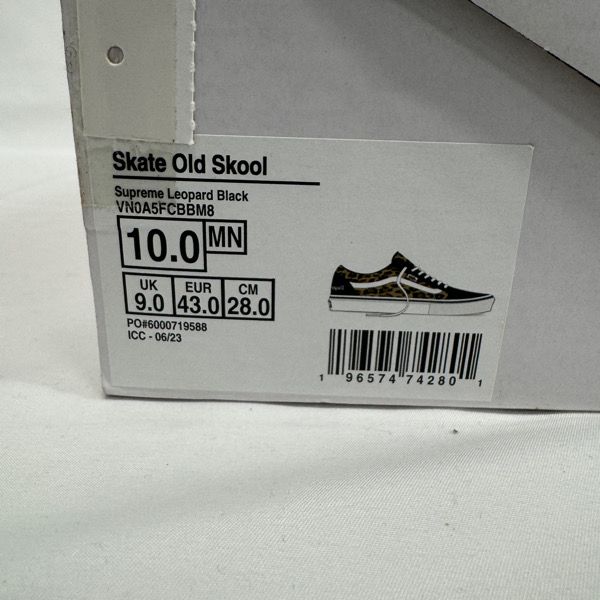 Skate Old Skool
Supreme Leopard Black
VN0A5FCBBM8
10.0 MN
UK EUR CM
9.0 43.0 28.0
PO#6000719588
ICC - 06/23
1 96574 74280 1